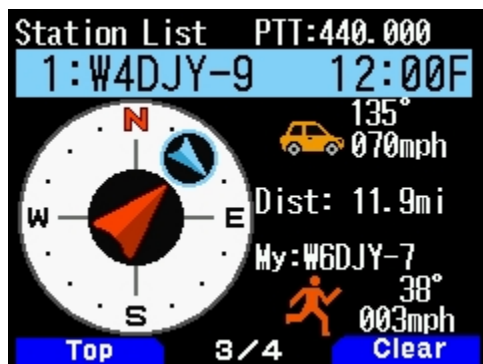 Station List PTT:440.000
1:W4DJY-9 12:00F
N
135°
070mph
W
E
Dist: 11.9mi
My:W6DJY-7
38°
S
003mph
Top 3/4 Clear